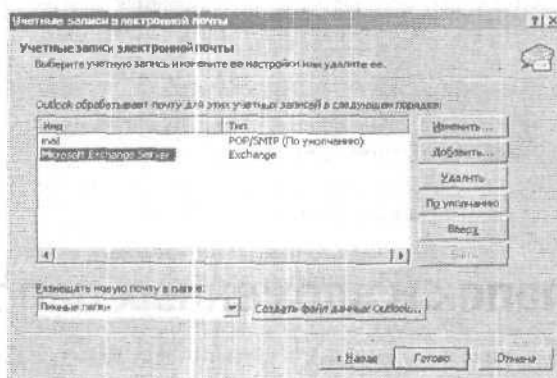 Учетные записи электронной почты
Учетные записи электронной почты
Выберите учетную запись и измените ее настройки или удалите ее.
Outlook обрабатывает почту для этих учетных записей в следующем порядке:
Имя Тип
mail POP/SMTP (По умолчанию)
Microsoft Exchange Server Exchange
Изменить...
Добавить...
Удалить
По умолчанию
Вверх
Размещать новую почту в папке:
Личные папки
Создать файл данных Outlook...
< Назад Готово Отмена